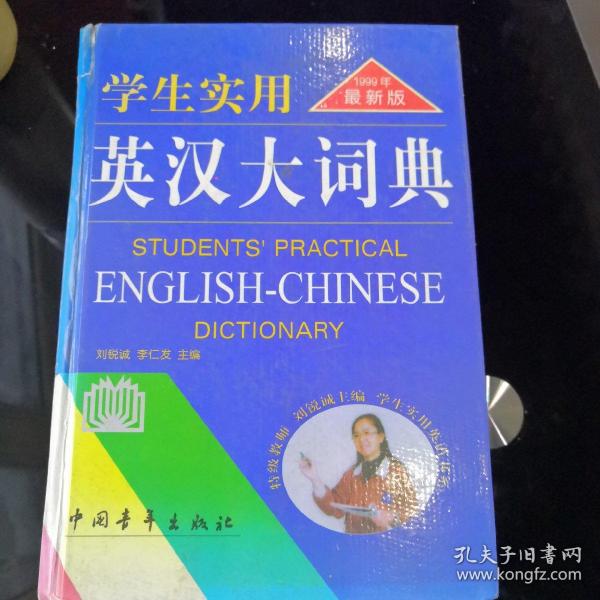 学生实用
1999年
最新版
英汉大词典
STUDENTS' PRACTICAL
ENGLISH-CHINESE
DICTIONARY
刘锐诚 李仁友 主编
特级教师 刘锐诚主编 学生实用英语书系
中国青年出版社
孔夫子旧书网
www.kongfz.com